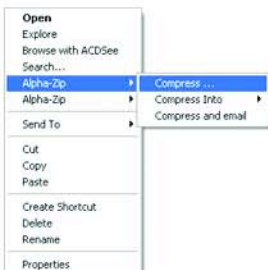 Open
Explore
Browse with ACDSee
Search...
Alpha-Zip
Alpha-Zip
Send To
Cut
Copy
Paste
Create Shortcut
Delete
Rename
Properties
Compress ...
Compress Into
Compress and email